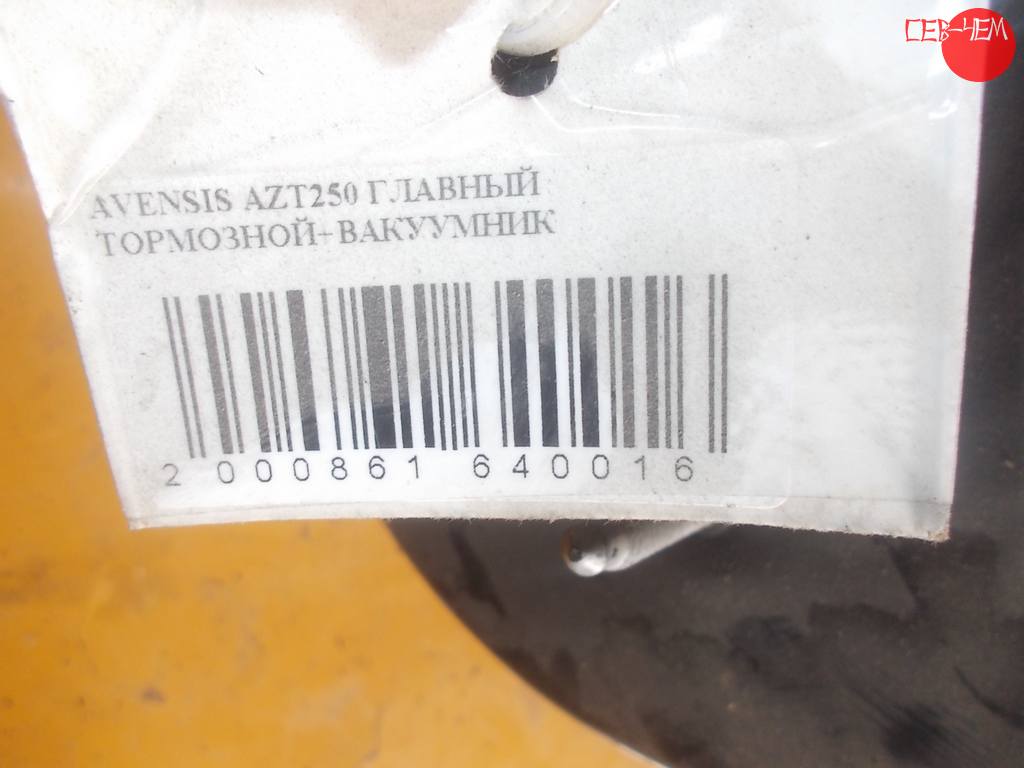 СЕВ-ЧЕМ
AVENSIS AZT250 ГЛАВНЫЙ
ТОРМОЗНОЙ+ВАКУУМНИК
2 000861 640016